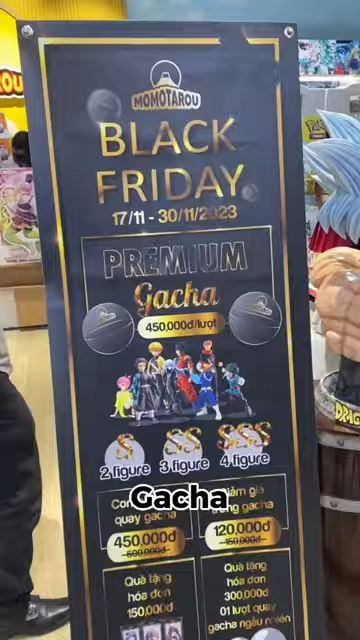 MOMOTAROU
BLACK
FRIDAY
17/11 - 30/11/2023
PREMIUM
Gacha
450,000đ/lượt
S SS SSS
2 figure 3 figure 4 figure
quay gacha
450,000đ
500,000đ
giảm giá
gacha
120,000đ
150,000đ
Gacha
Quà tặng
hóa đơn
150,000đ
Quà tặng
hóa đơn
300,000đ
01 lượt quay
gacha ngẫu nhiên